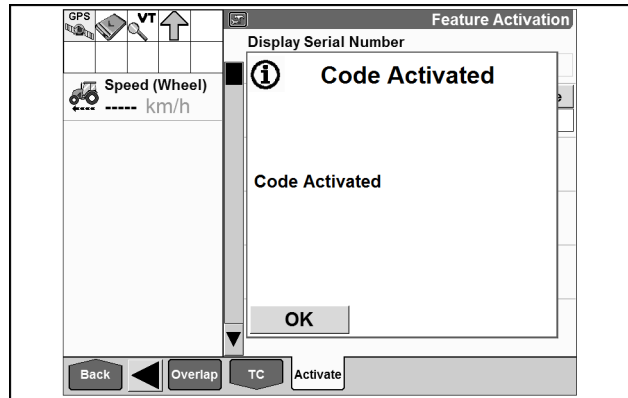 GPS
VT
Feature Activation
Display Serial Number
Speed (Wheel)
----- km/h
Code Activated
Code Activated
OK
Back
Overlap
TC
Activate